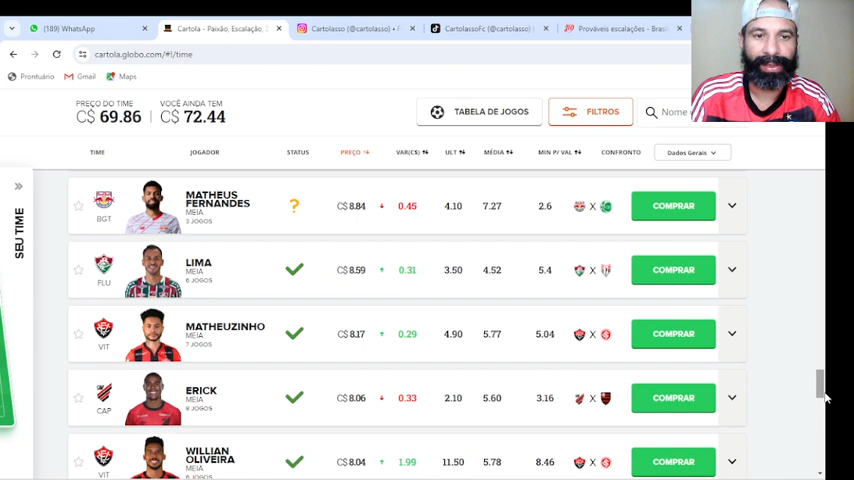 (189) WhatsApp
Cartola - Paixão, Escalação, Z
Cartolasso (@cartolasso) • F
CartolassoFc (@cartolasso) |
Prováveis escalações - Brasile
cartola.globo.com/#!/time
Prontuário
Gmail
Maps
PREÇO DO TIME
C$ 69.86
VOCÊ AINDA TEM
C$ 72.44
TABELA DE JOGOS
FILTROS
Nome
TIME JOGADOR STATUS PREÇO VAR(C$) ULT MÉDIA MIN P/ VAL CONFRONTO Dados Gerais
SEU TIME
BGT
MATHEUS
FERNANDES
MEIA
3 JOGOS
? C$ 8.84 0.45 4.10 7.27 2.6 X COMPRAR
FLU
LIMA
MEIA
6 JOGOS
C$ 8.59 0.31 3.50 4.52 5.4 X COMPRAR
VIT
MATHEUZINHO
MEIA
7 JOGOS
C$ 8.17 0.29 4.90 5.77 5.04 X COMPRAR
CAP
ERICK
MEIA
8 JOGOS
C$ 8.06 0.33 2.10 5.60 3.16 X COMPRAR
VIT
WILLIAN
OLIVEIRA
MEIA
C$ 8.04 1.99 11.50 5.78 8.46 X COMPRAR